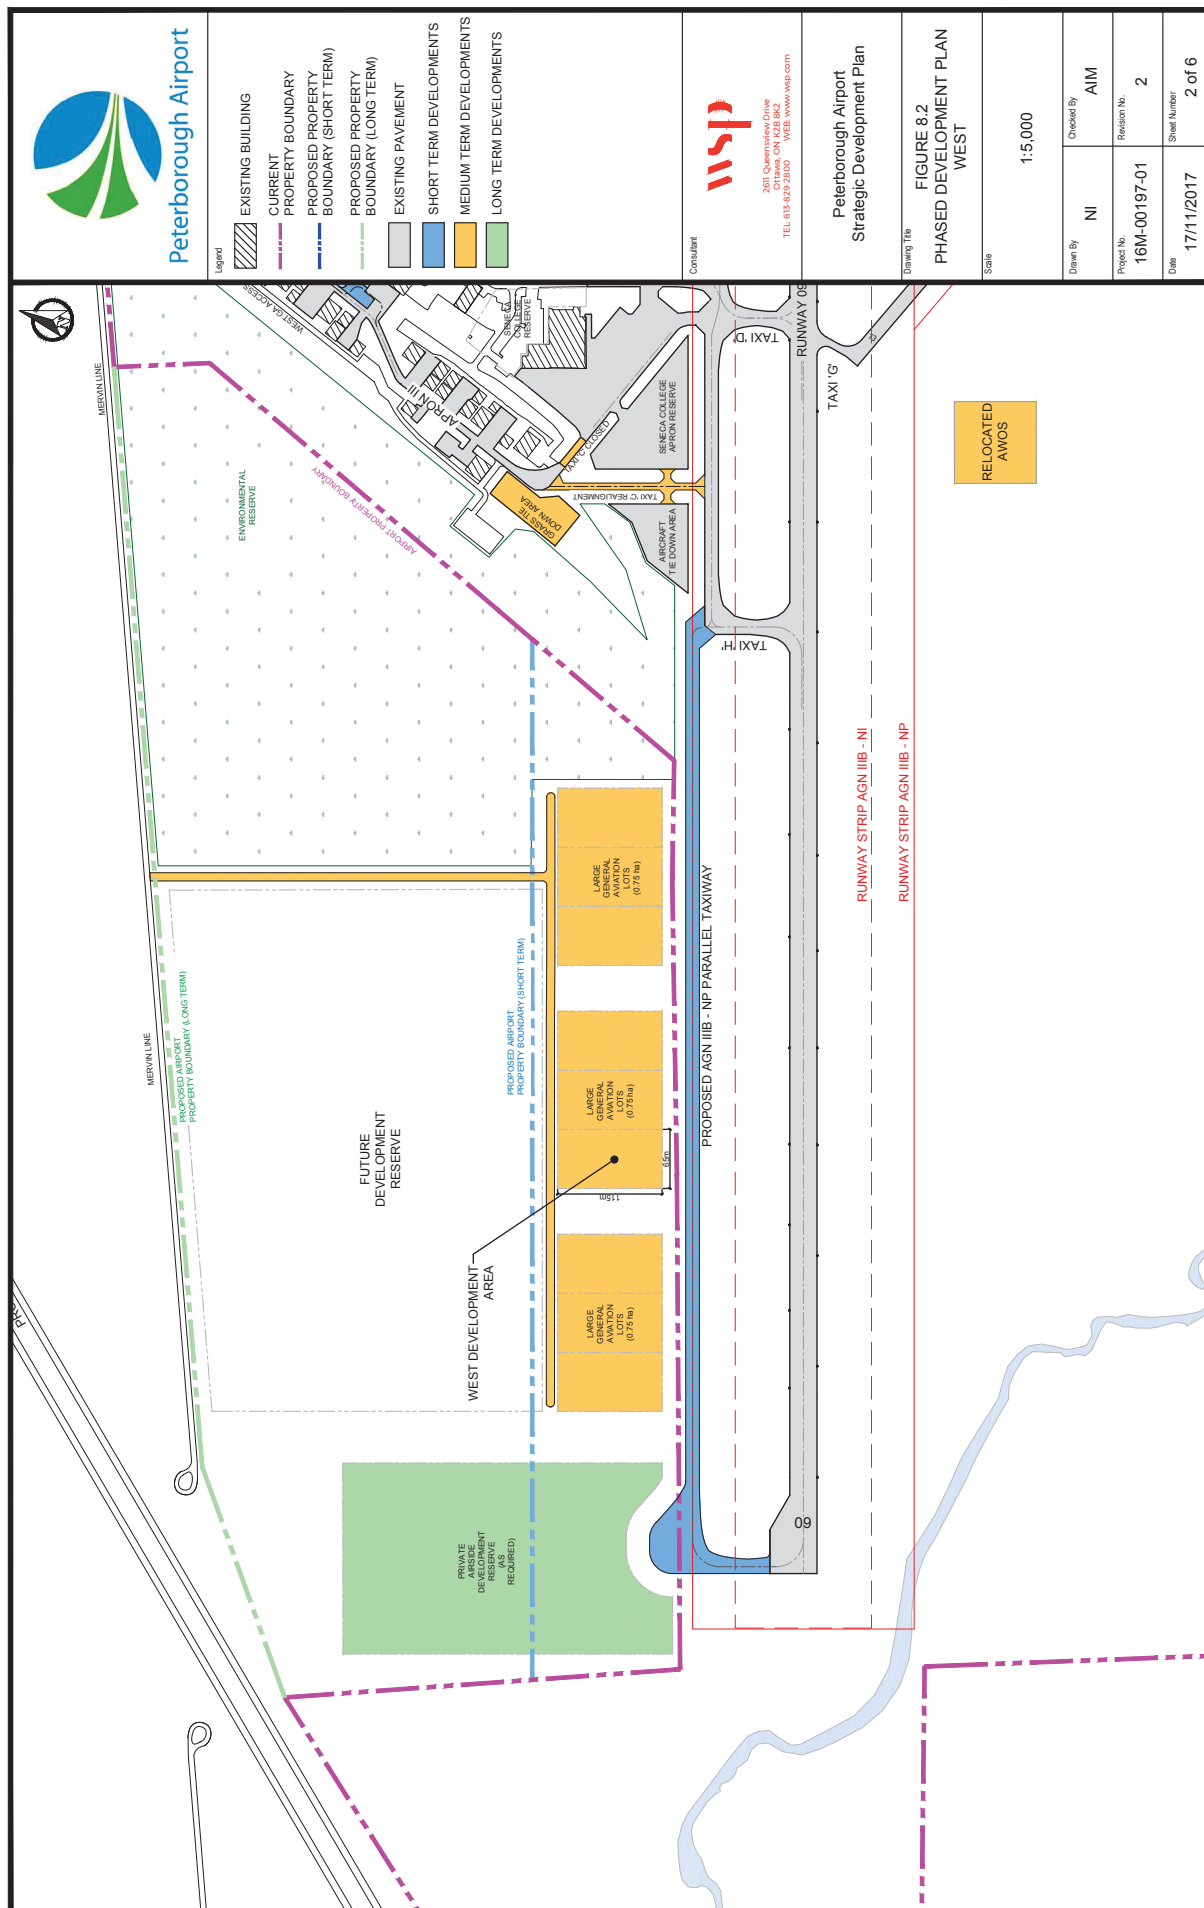 Peterborough Airport
Legend
EXISTING BUILDING
CURRENT
PROPERTY BOUNDARY
PROPOSED PROPERTY
BOUNDARY (SHORT TERM)
PROPOSED PROPERTY
BOUNDARY (LONG TERM)
EXISTING PAVEMENT
SHORT TERM DEVELOPMENTS
MEDIUM TERM DEVELOPMENTS
LONG TERM DEVELOPMENTS
Consultant
wsp
2611 Queensview Drive
Ottawa, ON K2B 8K2
TEL: 613-829-2800 WEB: www.wsp.com
Peterborough Airport
Strategic Development Plan
Drawing Title
FIGURE 8.2
PHASED DEVELOPMENT PLAN
WEST
Scale
1:5,000
Drawn By
NI
Checked By
AIM
Project No.
16M-00197-01
Revision No.
2
Date
17/11/2017
Sheet Number
2 of 6
MERVIN LINE
WEST GA ACCESS
SENECA
COLLEGE
RESERVE
APRON III
ENVIRONMENTAL
RESERVE
AIRPORT PROPERTY BOUNDARY
GRASS TIE
DOWN AREA
TAXI 'C' CLOSED
TAXI 'C' REALIGNMENT
SENECA COLLEGE
APRON RESERVE
AIRCRAFT
TIE DOWN AREA
TAXI 'D'
RUNWAY 09
TAXI 'G'
TAXI 'H'
RELOCATED
AWOS
RUNWAY STRIP AGN IIIB - NI
RUNWAY STRIP AGN IIIB - NP
LARGE
GENERAL
AVIATION
LOTS
(0.75 ha)
MERVIN LINE
PROPOSED AIRPORT
PROPERTY BOUNDARY (LONG TERM)
PROPOSED AIRPORT
PROPERTY BOUNDARY (SHORT TERM)
FUTURE
DEVELOPMENT
RESERVE
LARGE
GENERAL
AVIATION
LOTS
(0.75 ha)
65m
115m
PROPOSED AGN IIIB - NP PARALLEL TAXIWAY
WEST DEVELOPMENT
AREA
LARGE
GENERAL
AVIATION
LOTS
(0.75 ha)
PRIVATE
AIRSIDE
DEVELOPMENT
RESERVE
(AS
REQUIRED)
09